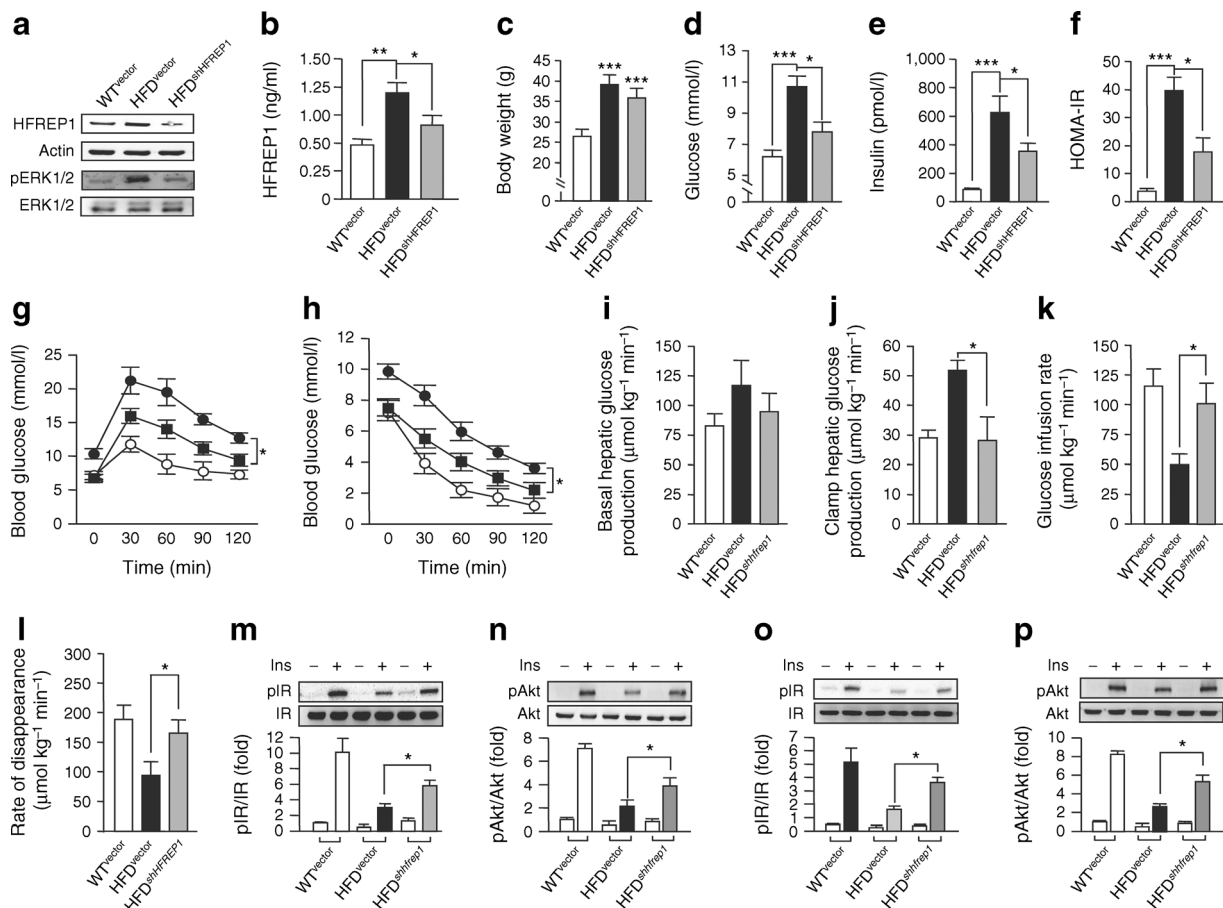 a
WTvector
HFDvector
HFDshHFREP1
HFREP1
Actin
pERK1/2
ERK1/2
b
HFREP1 (ng/ml)
1.50
1.25
1.00
0.75
0.50
0.25
0
**
*
WTvector
HFDvector
HFDshHFREP1
c
Body weight (g)
45
40
35
30
25
0
***
***
WTvector
HFDvector
HFDshHFREP1
d
Glucose (mmol/l)
13
12
11
10
9
8
7
6
5
0
***
*
WTvector
HFDvector
HFDshHFREP1
e
Insulin (pmol/l)
1,000
800
600
400
200
0
***
*
WTvector
HFDvector
HFDshHFREP1
f
HOMA-IR
50
40
30
20
10
0
***
*
WTvector
HFDvector
HFDshHFREP1
g
Blood glucose (mmol/l)
25
20
15
10
5
0
*
0 30 60 90 120
Time (min)
h
Blood glucose (mmol/l)
12
10
8
6
4
2
0
*
0 30 60 90 120
Time (min)
i
Basal hepatic glucose
production (μmol kg⁻¹ min⁻¹)
150
125
100
75
50
25
0
WTvector
HFDvector
HFDshhfrep1
j
Clamp hepatic glucose
production (μmol kg⁻¹ min⁻¹)
60
50
40
30
20
10
0
*
WTvector
HFDvector
HFDshhfrep1
k
Glucose infusion rate
(μmol kg⁻¹ min⁻¹)
150
125
100
75
50
25
0
*
WTvector
HFDvector
HFDshhfrep1
l
Rate of disappearance
(μmol kg⁻¹ min⁻¹)
300
250
200
150
100
50
0
*
WTvector
HFDvector
HFDshHFREP1
m
Ins – + – + – +
pIR
IR
pIR/IR (fold)
12
10
8
6
4
2
0
*
WTvector
HFDvector
HFDshhfrep1
n
Ins – + – + – +
pAkt
Akt
pAkt/Akt (fold)
8
6
4
2
0
*
WTvector
HFDvector
HFDshhfrep1
o
Ins – + – + – +
pIR
IR
pIR/IR (fold)
7
6
5
4
3
2
1
0
*
WTvector
HFDvector
HFDshhfrep1
p
Ins – + – + – +
pAkt
Akt
pAkt/Akt (fold)
10
8
6
4
2
0
*
WTvector
HFDvector
HFDshhfrep1